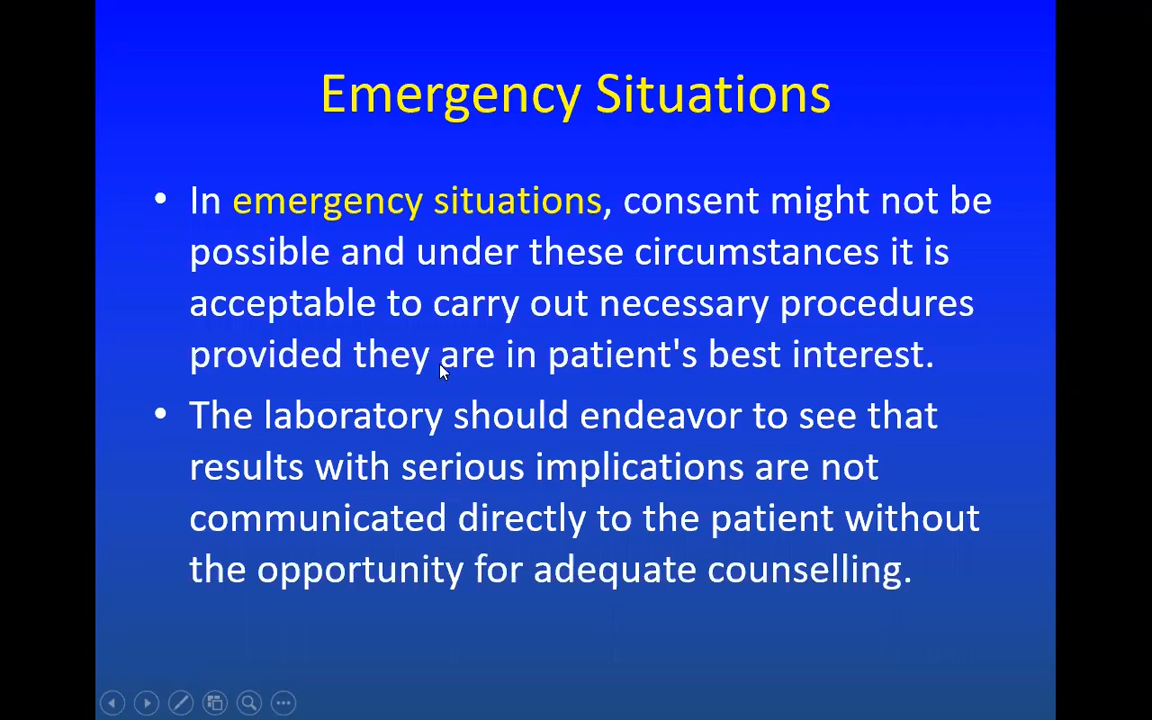 Emergency Situations
• In emergency situations, consent might not be
possible and under these circumstances it is
acceptable to carry out necessary procedures
provided they are in patient's best interest.
• The laboratory should endeavor to see that
results with serious implications are not
communicated directly to the patient without
the opportunity for adequate counselling.